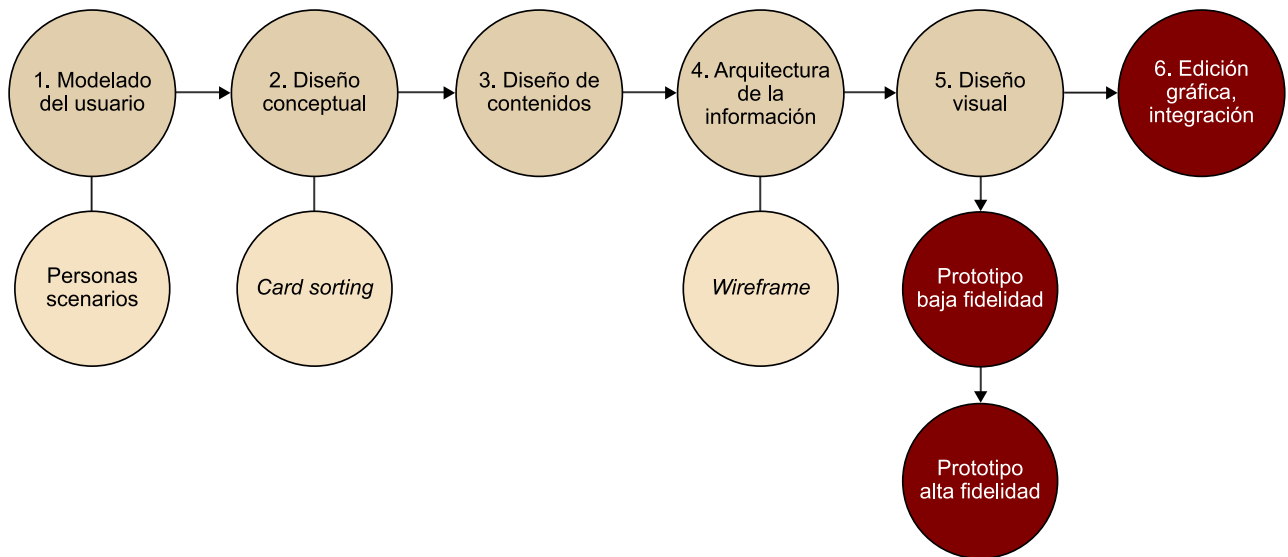 1. Modelado
del usuario
2. Diseño
conceptual
3. Diseño de
contenidos
4. Arquitectura
de la
información
5. Diseño
visual
6. Edición
gráfica,
integración
Personas
scenarios
Card sorting
Wireframe
Prototipo
baja fidelidad
Prototipo
alta fidelidad